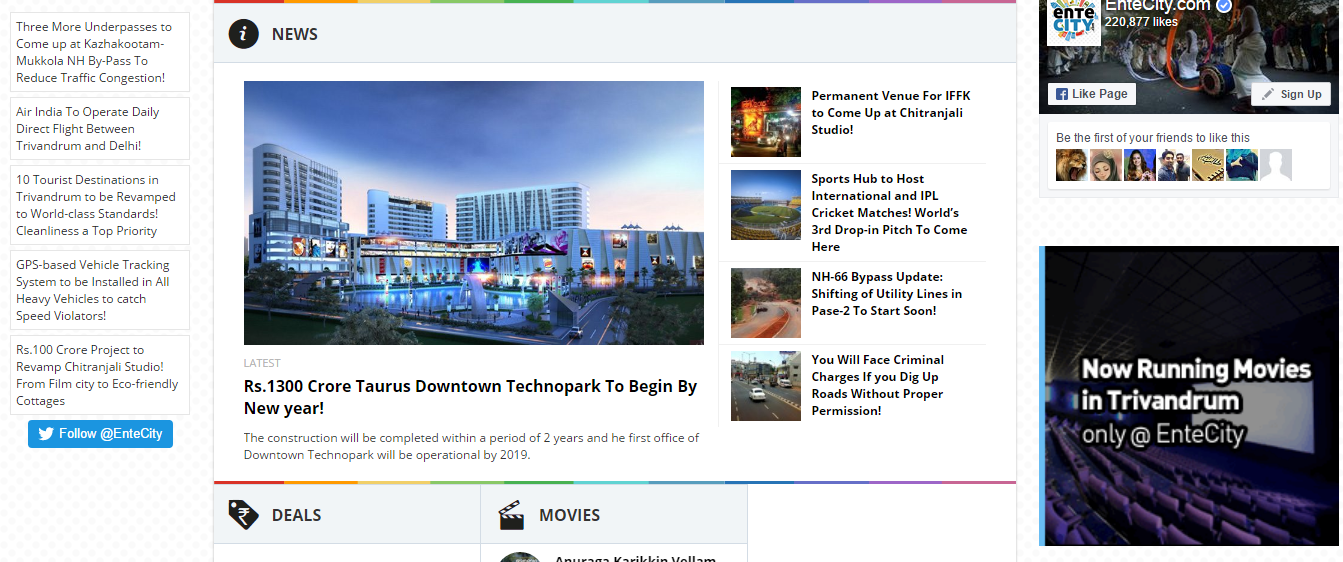 Three More Underpasses to
Come up at Kazhakootam-
Mukkola NH By-Pass To
Reduce Traffic Congestion!
Air India To Operate Daily
Direct Flight Between
Trivandrum and Delhi!
10 Tourist Destinations in
Trivandrum to be Revamped
to World-class Standards!
Cleanliness a Top Priority
GPS-based Vehicle Tracking
System to be Installed in All
Heavy Vehicles to catch
Speed Violators!
Rs.100 Crore Project to
Revamp Chitranjali Studio!
From Film city to Eco-friendly
Cottages
Follow @EnteCity
i NEWS
LATEST
Rs.1300 Crore Taurus Downtown Technopark To Begin By
New year!
The construction will be completed within a period of 2 years and he first office of
Downtown Technopark will be operational by 2019.
Permanent Venue For IFFK
to Come Up at Chitranjali
Studio!
Sports Hub to Host
International and IPL
Cricket Matches! World's
3rd Drop-in Pitch To Come
Here
NH-66 Bypass Update:
Shifting of Utility Lines in
Pase-2 To Start Soon!
You Will Face Criminal
Charges If you Dig Up
Roads Without Proper
Permission!
₹ DEALS
MOVIES
Anuraga Karikkin Vellam
ENTE
CITY
EnteCity.com
220,877 likes
Like Page
Sign Up
Be the first of your friends to like this
Now Running Movies
in Trivandrum
only @ EnteCity